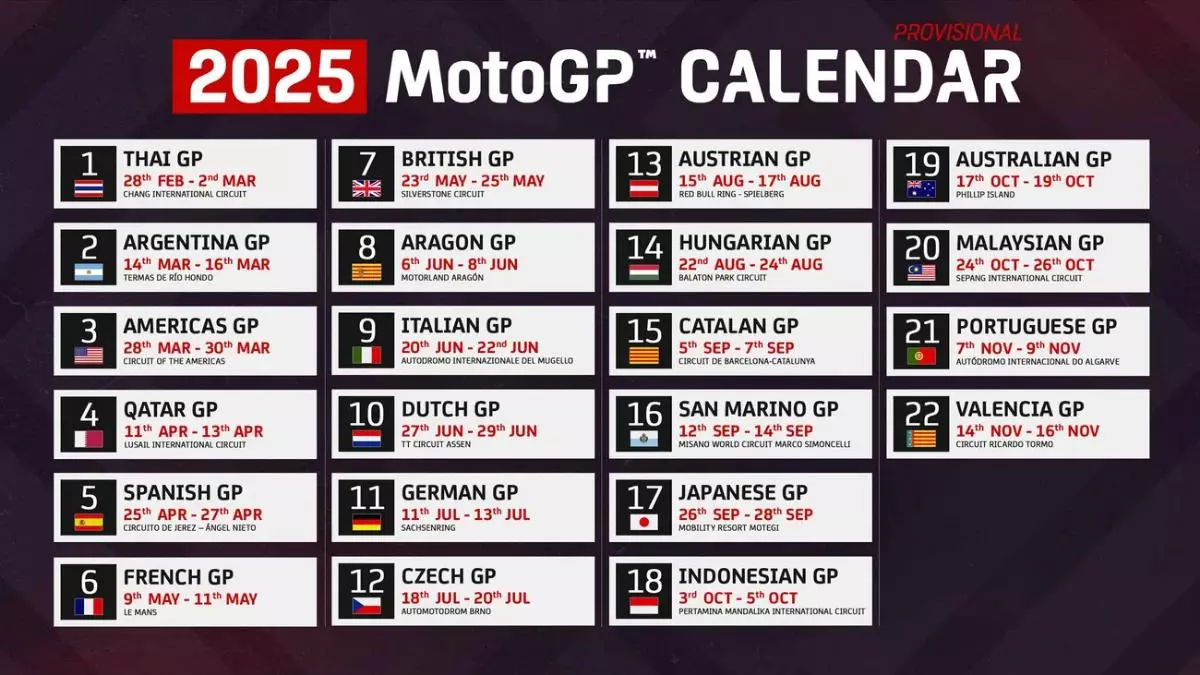 PROVISIONAL
2025 MotoGP™ CALENDAR
1
THAI GP
28th FEB - 2nd MAR
CHANG INTERNATIONAL CIRCUIT
2
ARGENTINA GP
14th MAR - 16th MAR
TERMAS DE RÍO HONDO
3
AMERICAS GP
28th MAR - 30th MAR
CIRCUIT OF THE AMERICAS
4
QATAR GP
11th APR - 13th APR
LUSAIL INTERNATIONAL CIRCUIT
5
SPANISH GP
25th APR - 27th APR
CIRCUITO DE JEREZ – ÁNGEL NIETO
6
FRENCH GP
9th MAY - 11th MAY
LE MANS
7
BRITISH GP
23rd MAY - 25th MAY
SILVERSTONE CIRCUIT
8
ARAGON GP
6th JUN - 8th JUN
MOTORLAND ARAGÓN
9
ITALIAN GP
20th JUN - 22nd JUN
AUTODROMO INTERNAZIONALE DEL MUGELLO
10
DUTCH GP
27th JUN - 29th JUN
TT CIRCUIT ASSEN
11
GERMAN GP
11th JUL - 13th JUL
SACHSENRING
12
CZECH GP
18th JUL - 20th JUL
AUTOMOTODROM BRNO
13
AUSTRIAN GP
15th AUG - 17th AUG
RED BULL RING - SPIELBERG
14
HUNGARIAN GP
22nd AUG - 24th AUG
BALATON PARK CIRCUIT
15
CATALAN GP
5th SEP - 7th SEP
CIRCUIT DE BARCELONA-CATALUNYA
16
SAN MARINO GP
12th SEP - 14th SEP
MISANO WORLD CIRCUIT MARCO SIMONCELLI
17
JAPANESE GP
26th SEP - 28th SEP
MOBILITY RESORT MOTEGI
18
INDONESIAN GP
3rd OCT - 5th OCT
PERTAMINA MANDALIKA INTERNATIONAL CIRCUIT
19
AUSTRALIAN GP
17th OCT - 19th OCT
PHILLIP ISLAND
20
MALAYSIAN GP
24th OCT - 26th OCT
SEPANG INTERNATIONAL CIRCUIT
21
PORTUGUESE GP
7th NOV - 9th NOV
AUTÓDROMO INTERNACIONAL DO ALGARVE
22
VALENCIA GP
14th NOV - 16th NOV
CIRCUIT RICARDO TORMO